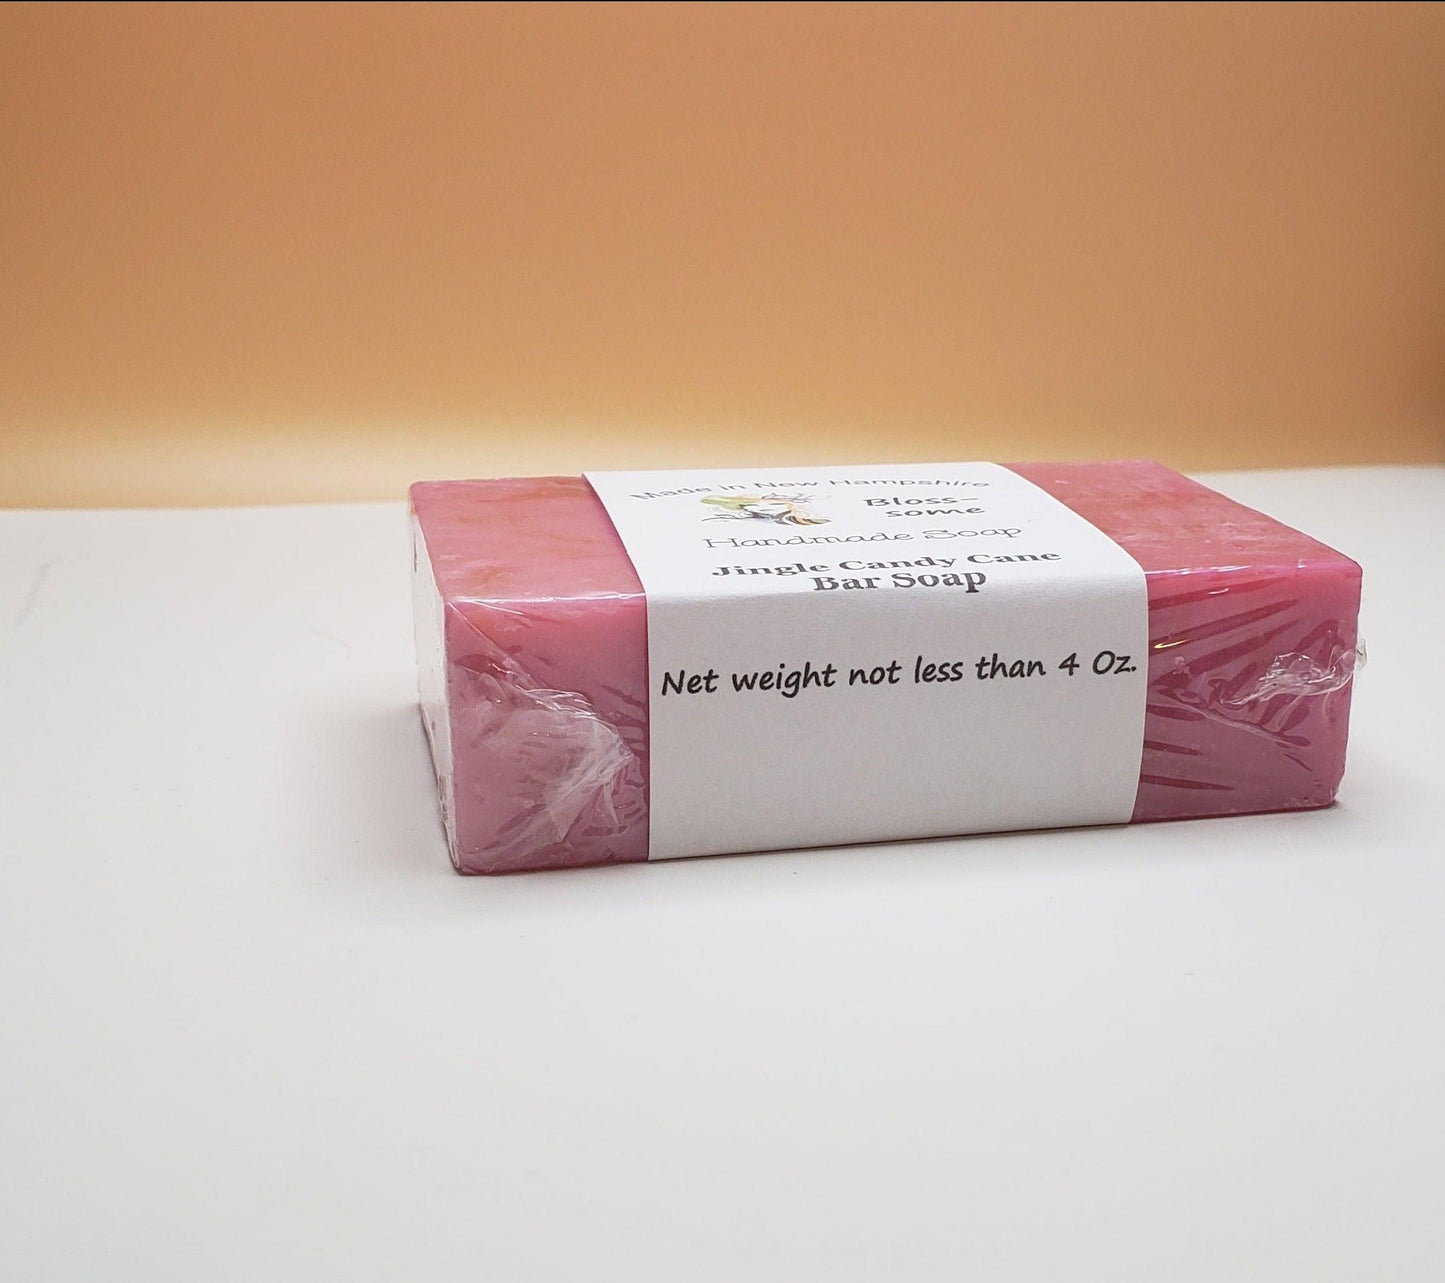 Made in New Hampshire
Bloss-
some
Handmade Soap
Jingle Candy Cane
Bar Soap
Net weight not less than 4 Oz.